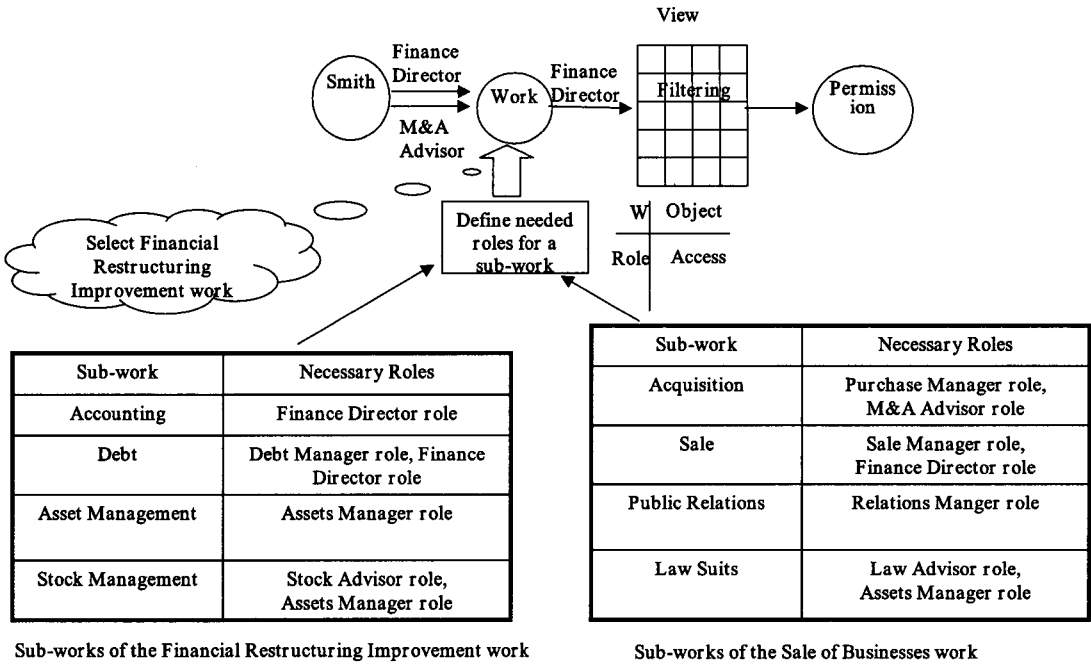 View
Smith
Finance
Director
M&A
Advisor
Work
Finance
Director
Filtering
Permiss
ion
Select Financial
Restructuring
Improvement work
Define needed
roles for a
sub-work
W Object
Role Access
Sub-work Necessary Roles
Accounting Finance Director role
Debt Debt Manager role, Finance
Director role
Asset Management Assets Manager role
Stock Management Stock Advisor role,
Assets Manager role
Sub-works of the Financial Restructuring Improvement work
Sub-work Necessary Roles
Acquisition Purchase Manager role,
M&A Advisor role
Sale Sale Manager role,
Finance Director role
Public Relations Relations Manger role
Law Suits Law Advisor role,
Assets Manager role
Sub-works of the Sale of Businesses work